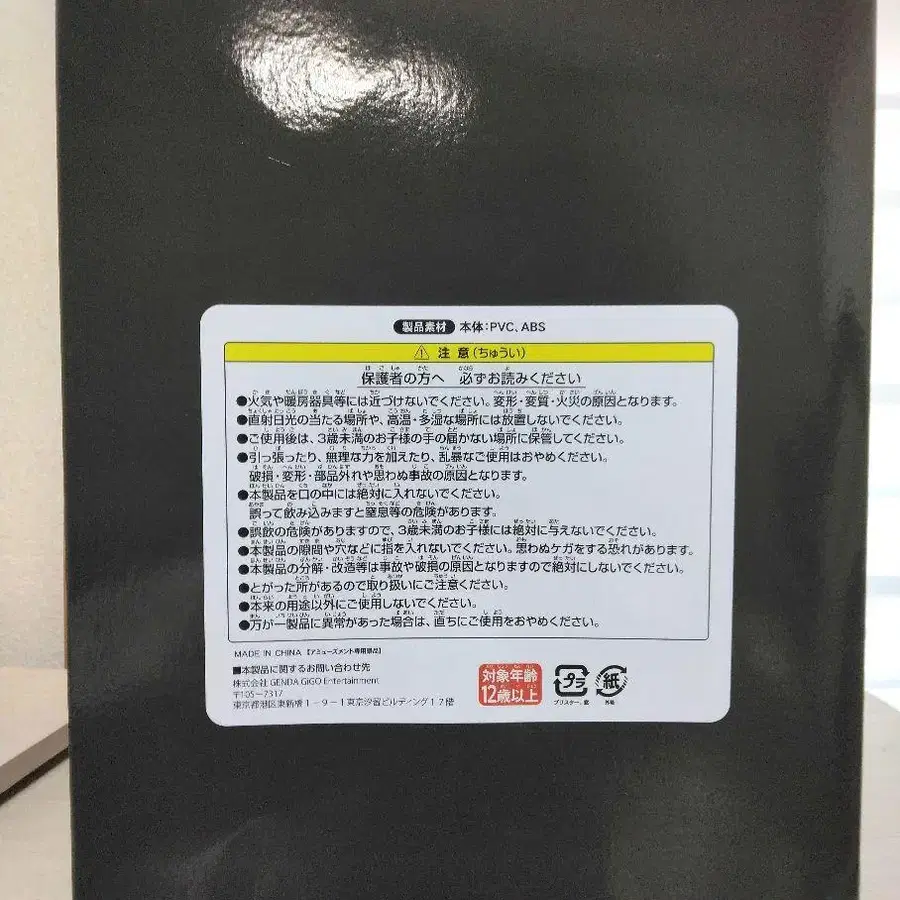 製品素材 本体:PVC、ABS
⚠ 注意(ちゅうい)
保護者の方へ 必ずお読みください
●火気や暖房器具等には近づけないでください。変形・変質・火災の原因となります。
●直射日光の当たる場所や、高温・多湿な場所には放置しないでください。
●ご使用後は、3歳未満のお子様の手の届かない場所に保管してください。
●引っ張ったり、無理な力を加えたり、乱暴なご使用はおやめください。
破損・変形・部品外れや思わぬ事故の原因となります。
●本製品を口の中には絶対に入れないでください。
誤って飲み込みますと窒息等の危険があります。
●誤飲の危険がありますので、3歳未満のお子様には絶対に与えないでください。
●本製品の隙間や穴などに指を入れないでください。思わぬケガをする恐れがあります。
●本製品の分解・改造等は事故や破損の原因となりますので絶対にしないでください。
●とがった所があるので取り扱いにご注意ください。
●本来の用途以外にご使用しないでください。
●万が一製品に異常があった場合は、直ちにご使用をおやめください。
MADE IN CHINA 【アミューズメント専用景品】
■本製品に関するお問い合わせ先
株式会社 GENDA GiGO Entertainment
〒105-7317
東京都港区東新橋1-9-1東京汐留ビルディング17階
対象年齢
12歳以上
プラ
ブリスター、窓
紙
外箱